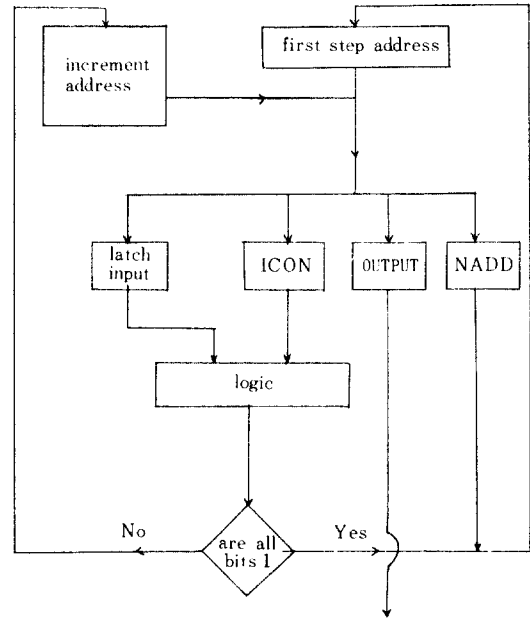 first step address
increment
address
latch
input
ICON
OUTPUT
NADD
logic
No
Yes
are all
bits 1